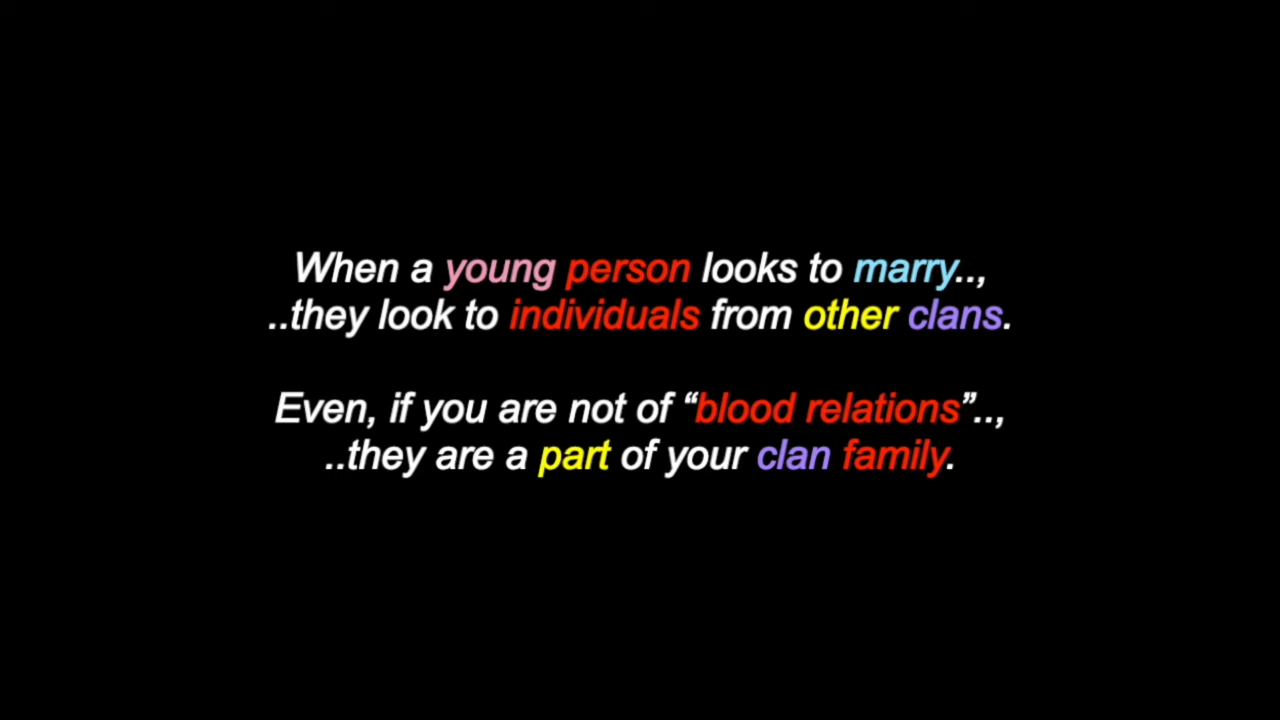 When a young person looks to marry..,
..they look to individuals from other clans.
Even, if you are not of “blood relations”..,
..they are a part of your clan family.